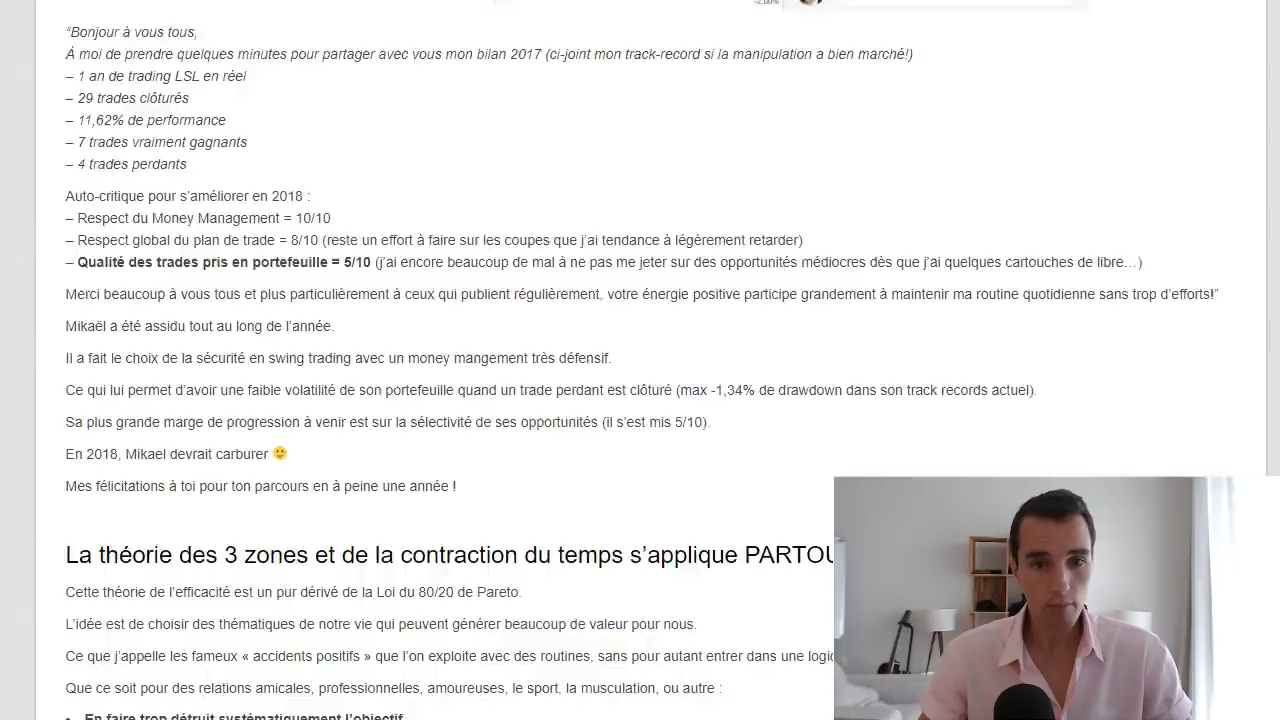 -2,00%
“Bonjour à vous tous,
Á moi de prendre quelques minutes pour partager avec vous mon bilan 2017 (ci-joint mon track-record si la manipulation a bien marché!)
– 1 an de trading LSL en réel
– 29 trades clôturés
– 11,62% de performance
– 7 trades vraiment gagnants
– 4 trades perdants
Auto-critique pour s’améliorer en 2018 :
– Respect du Money Management = 10/10
– Respect global du plan de trade = 8/10 (reste un effort à faire sur les coupes que j’ai tendance à légèrement retarder)
– Qualité des trades pris en portefeuille = 5/10 (j’ai encore beaucoup de mal à ne pas me jeter sur des opportunités médiocres dès que j’ai quelques cartouches de libre…)
Merci beaucoup à vous tous et plus particulièrement à ceux qui publient régulièrement, votre énergie positive participe grandement à maintenir ma routine quotidienne sans trop d’efforts!”
Mikaël a été assidu tout au long de l’année.
Il a fait le choix de la sécurité en swing trading avec un money mangement très défensif.
Ce qui lui permet d’avoir une faible volatilité de son portefeuille quand un trade perdant est clôturé (max -1,34% de drawdown dans son track records actuel).
Sa plus grande marge de progression à venir est sur la sélectivité de ses opportunités (il s’est mis 5/10).
En 2018, Mikael devrait carburer 🙂
Mes félicitations à toi pour ton parcours en à peine une année !
La théorie des 3 zones et de la contraction du temps s’applique PARTOU
Cette théorie de l’efficacité est un pur dérivé de la Loi du 80/20 de Pareto.
L’idée est de choisir des thématiques de notre vie qui peuvent générer beaucoup de valeur pour nous.
Ce que j’appelle les fameux « accidents positifs » que l’on exploite avec des routines, sans pour autant entrer dans une logi
Que ce soit pour des relations amicales, professionnelles, amoureuses, le sport, la musculation, ou autre :
• En faire trop détruit systématiquement l’objectif